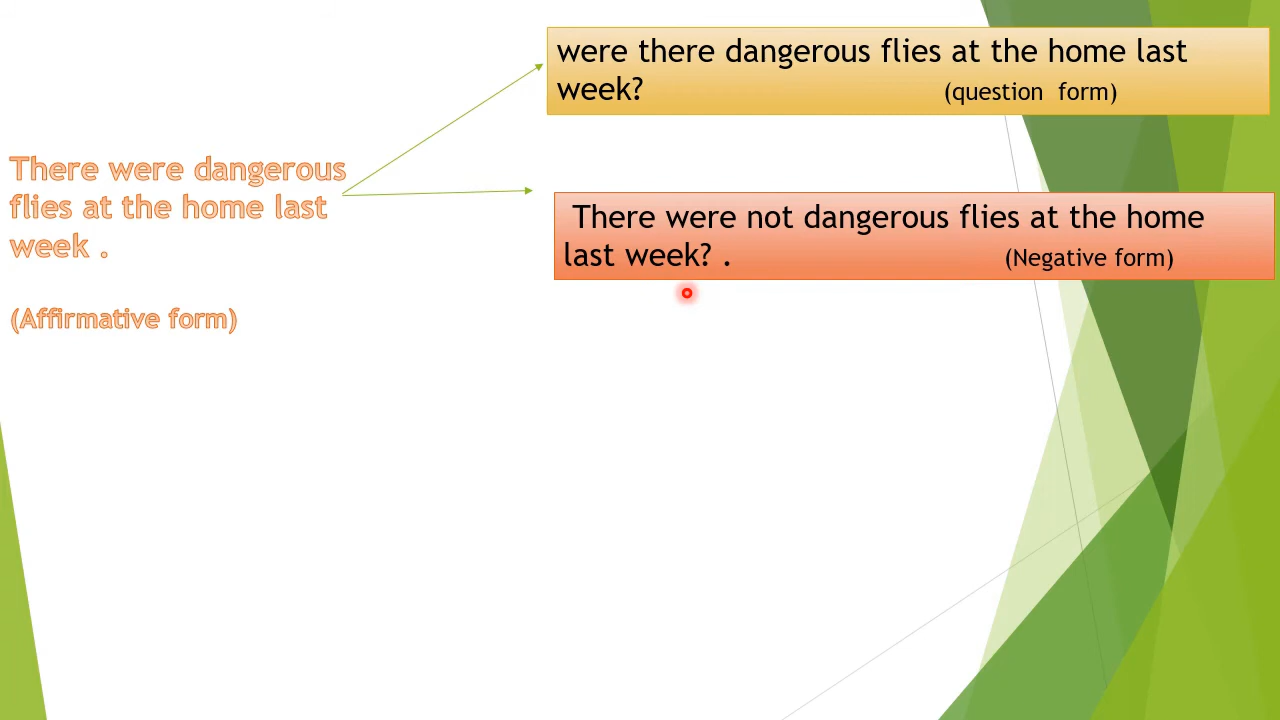 There were dangerous
flies at the home last
week .
(Affirmative form)
were there dangerous flies at the home last
week? (question form)
There were not dangerous flies at the home
last week? . (Negative form)